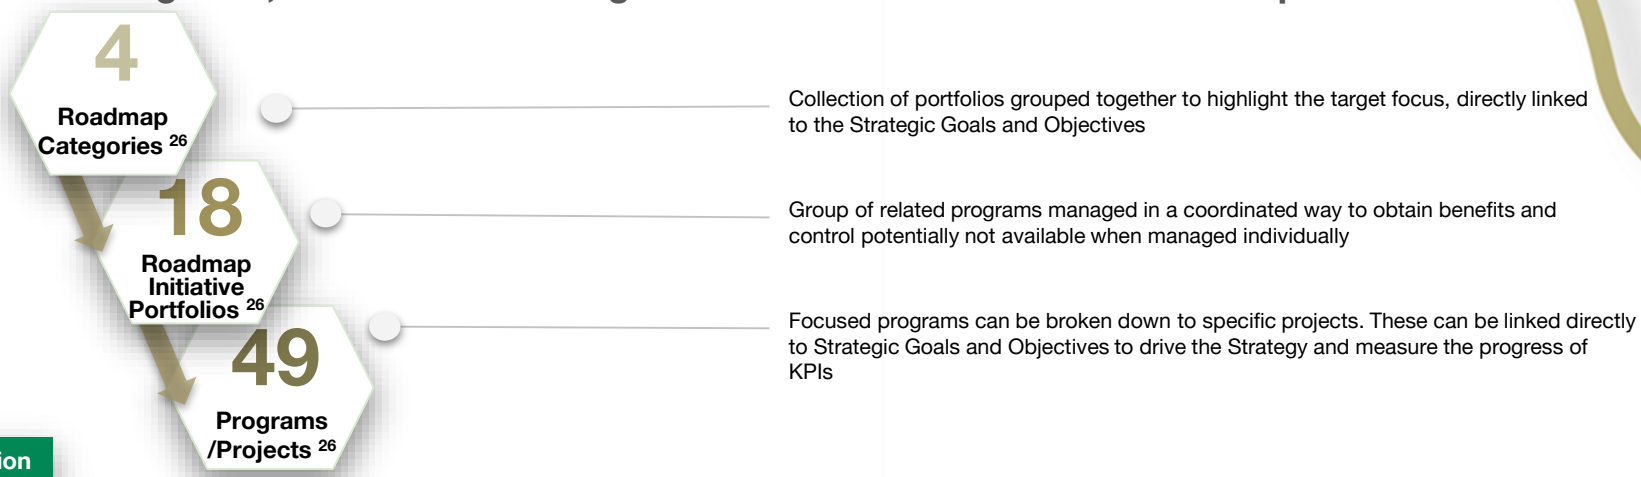 4
Roadmap
Categories 26
Collection of portfolios grouped together to highlight the target focus, directly linked
to the Strategic Goals and Objectives
18
Roadmap
Initiative
Portfolios 26
Group of related programs managed in a coordinated way to obtain benefits and
control potentially not available when managed individually
49
Programs
/Projects 26
Focused programs can be broken down to specific projects. These can be linked directly
to Strategic Goals and Objectives to drive the Strategy and measure the progress of
KPIs
ion